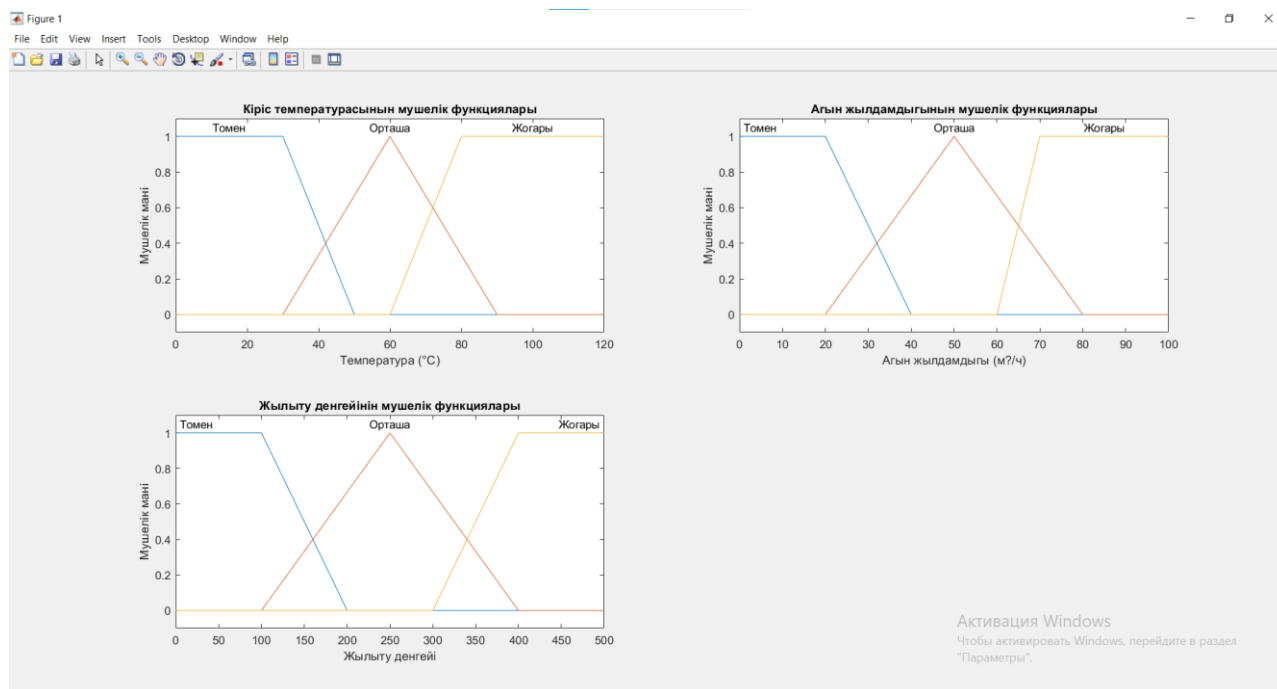 Figure 1
File Edit View Insert Tools Desktop Window Help
Кіріс температурасынын мушелік функциялары
Томен Орташа Жогары
1
0.8
0.6
0.4
0.2
0
Мушелік мані
0 20 40 60 80 100 120
Температура (°C)
Агын жылдамдыгынын мушелік функциялары
Томен Орташа Жогары
1
0.8
0.6
0.4
0.2
0
Мушелік мані
0 10 20 30 40 50 60 70 80 90 100
Агын жылдамдыгы (м?/ч)
Жылыту денгейінін мушелік функциялары
Томен Орташа Жогары
1
0.8
0.6
0.4
0.2
0
Мушелік мані
0 50 100 150 200 250 300 350 400 450 500
Жылыту денгейі
Активация Windows
Чтобы активировать Windows, перейдите в раздел
"Параметры".